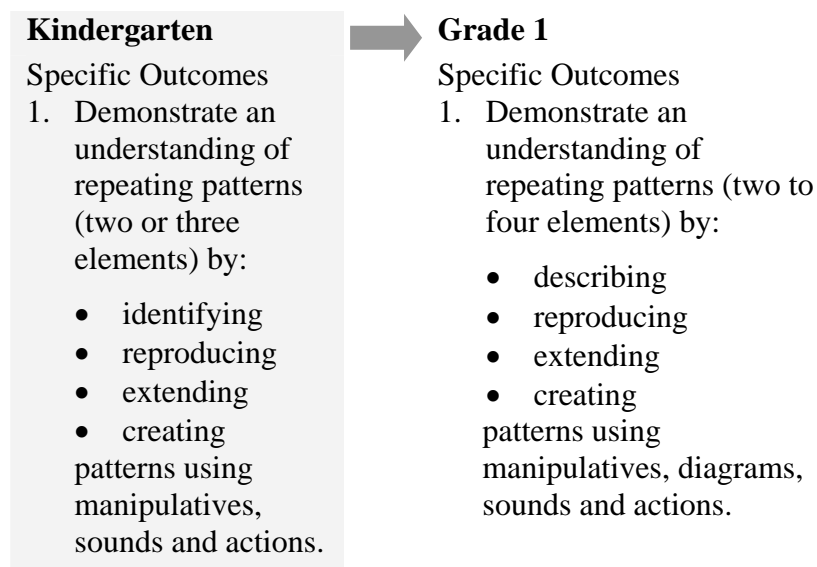 Kindergarten
Specific Outcomes
1. Demonstrate an
understanding of
repeating patterns
(two or three
elements) by:
• identifying
• reproducing
• extending
• creating
patterns using
manipulatives,
sounds and actions.
Grade 1
Specific Outcomes
1. Demonstrate an
understanding of
repeating patterns (two to
four elements) by:
• describing
• reproducing
• extending
• creating
patterns using
manipulatives, diagrams,
sounds and actions.